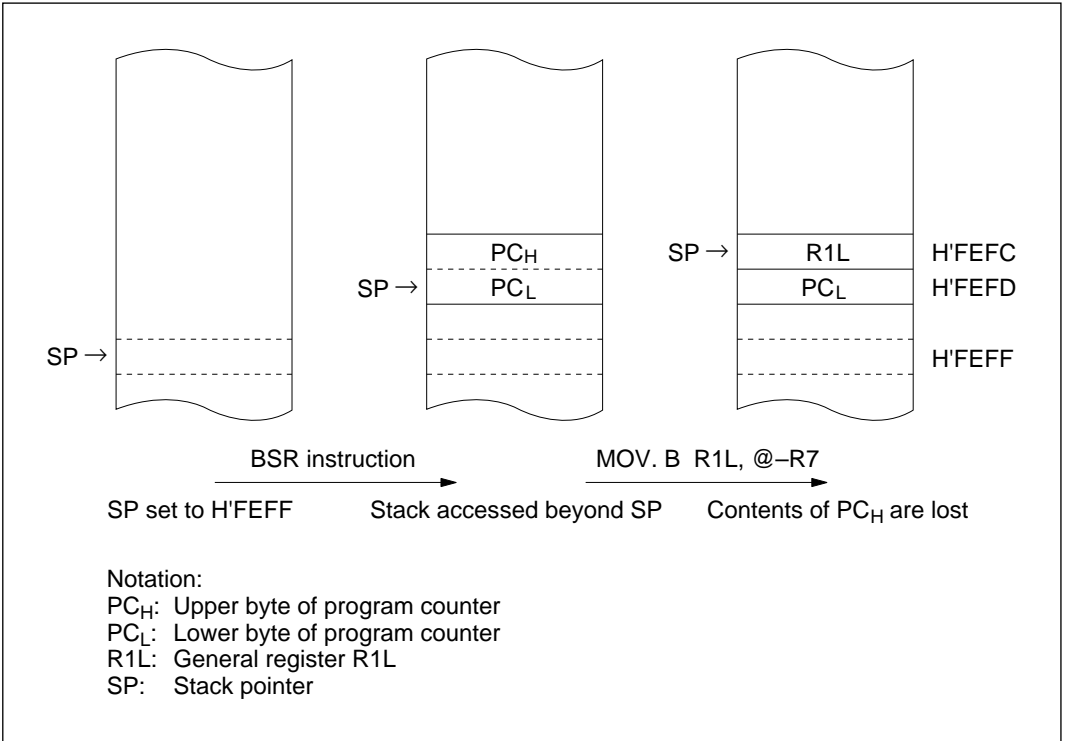 PCH
SP → R1L H'FEFC
SP → PCL PCL H'FEFD
SP → H'FEFF
BSR instruction MOV. B R1L, @–R7
SP set to H'FEFF Stack accessed beyond SP Contents of PCH are lost
Notation:
PCH: Upper byte of program counter
PCL: Lower byte of program counter
R1L: General register R1L
SP: Stack pointer